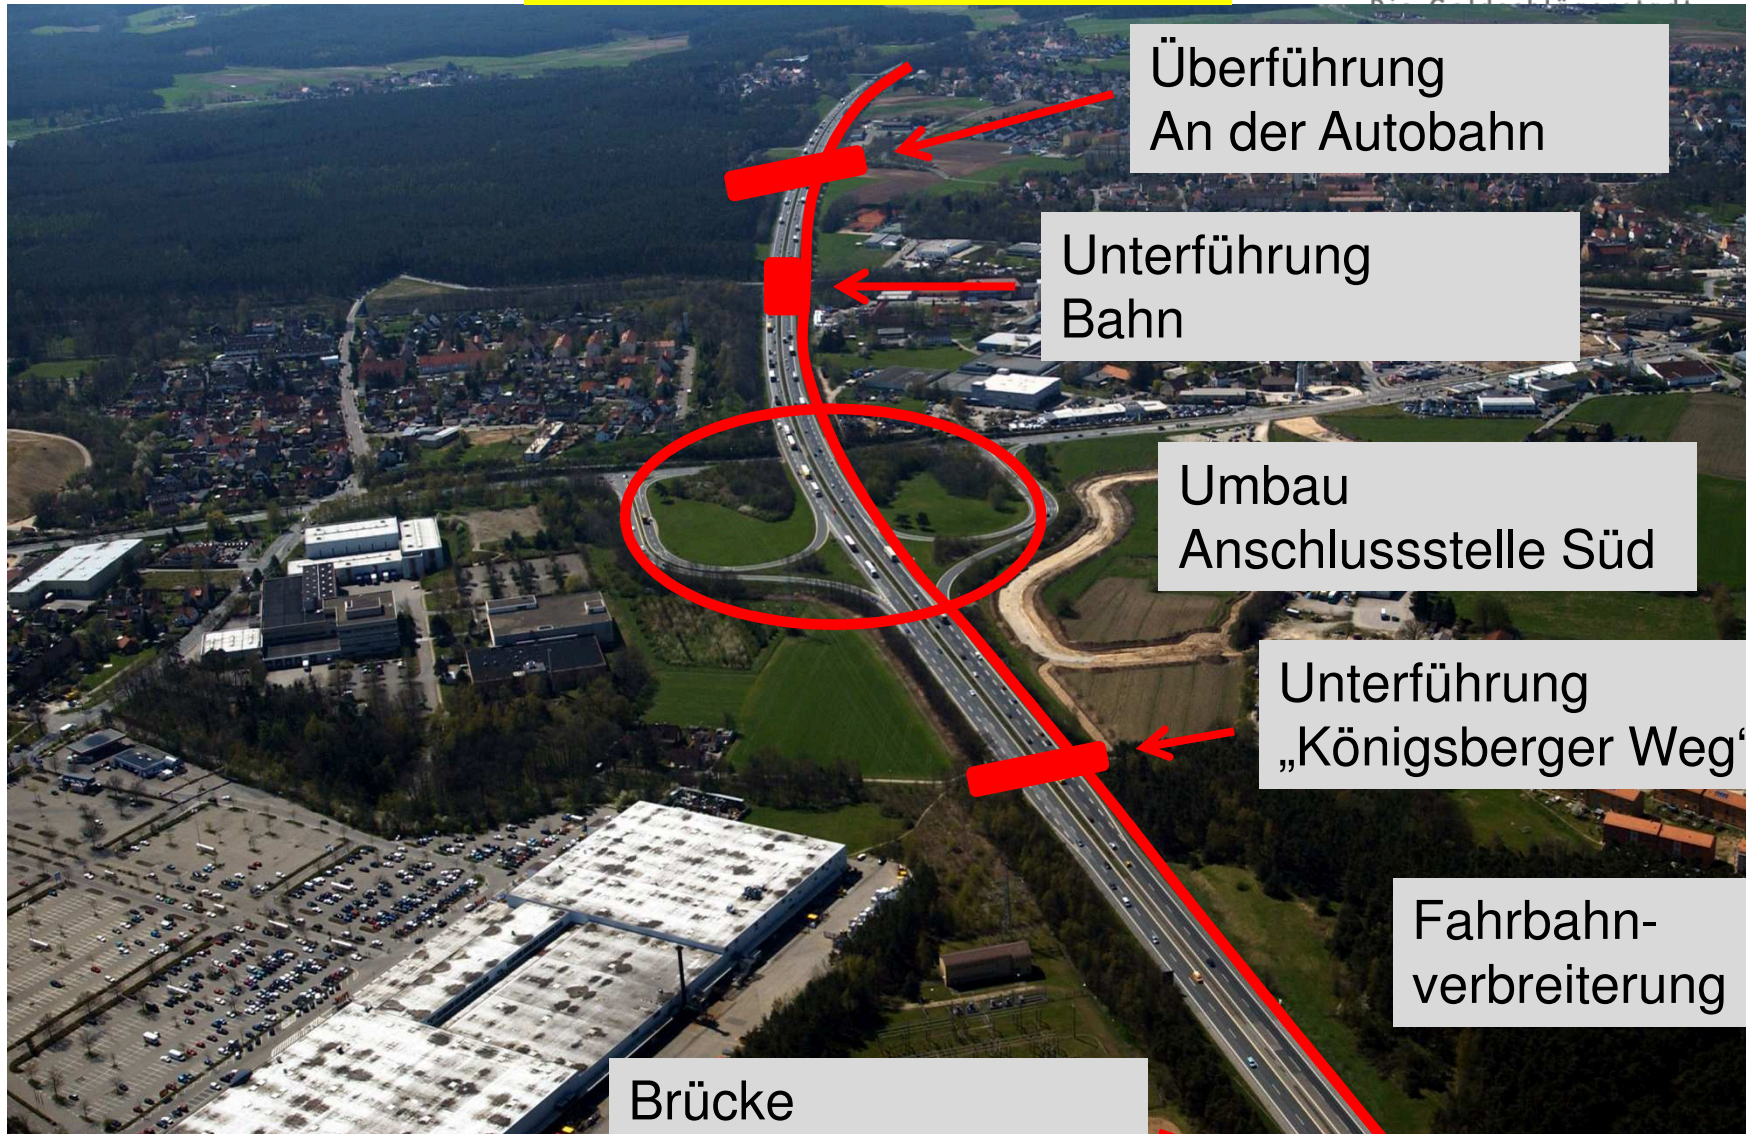 Überführung
An der Autobahn
Unterführung
Bahn
Umbau
Anschlussstelle Süd
Unterführung
„Königsberger Weg“
Fahrbahn-
verbreiterung
Brücke